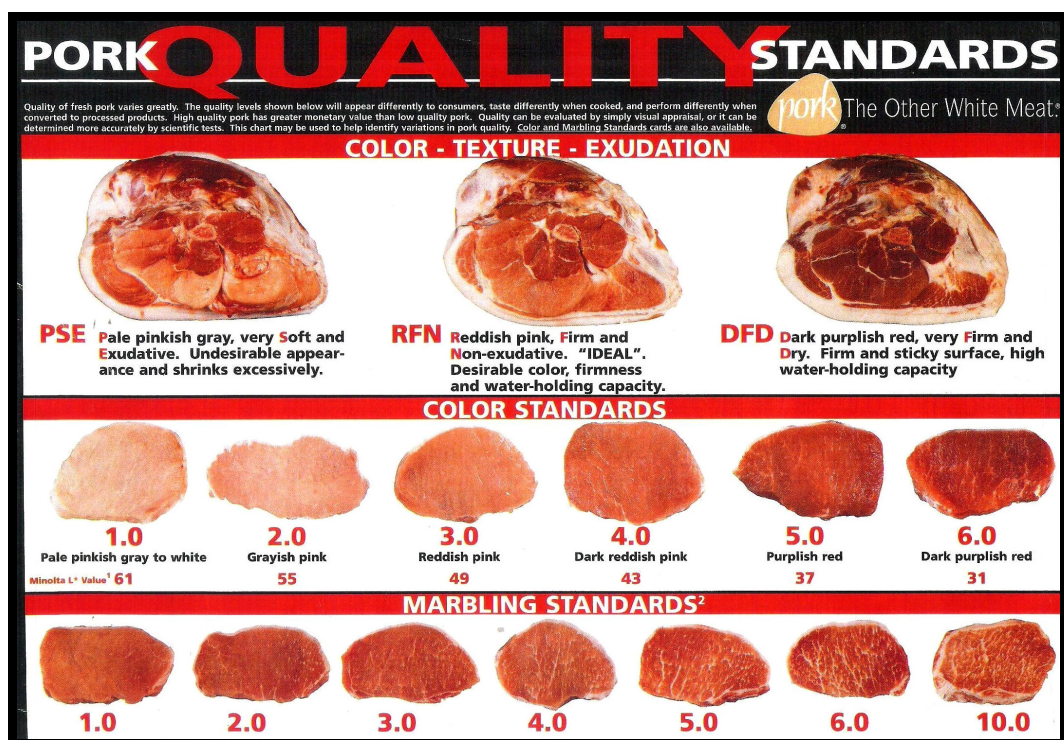 PORK QUALITY STANDARDS
Quality of fresh pork varies greatly. The quality levels shown below will appear differently to consumers, taste differently when cooked, and perform differently when
converted to processed products. High quality pork has greater monetary value than low quality pork. Quality can be evaluated by simply visual appraisal, or it can be
determined more accurately by scientific tests. This chart may be used to help identify variations in pork quality. Color and Marbling Standards cards are also available.
pork® The Other White Meat®
COLOR - TEXTURE - EXUDATION
PSE Pale pinkish gray, very Soft and
Exudative. Undesirable appear-
ance and shrinks excessively.
RFN Reddish pink, Firm and
Non-exudative. "IDEAL".
Desirable color, firmness
and water-holding capacity.
DFD Dark purplish red, very Firm and
Dry. Firm and sticky surface, high
water-holding capacity
COLOR STANDARDS
1.0 2.0 3.0 4.0 5.0 6.0
Pale pinkish gray to white Grayish pink Reddish pink Dark reddish pink Purplish red Dark purplish red
Minolta L* Value¹ 61 55 49 43 37 31
MARBLING STANDARDS²
1.0 2.0 3.0 4.0 5.0 6.0 10.0